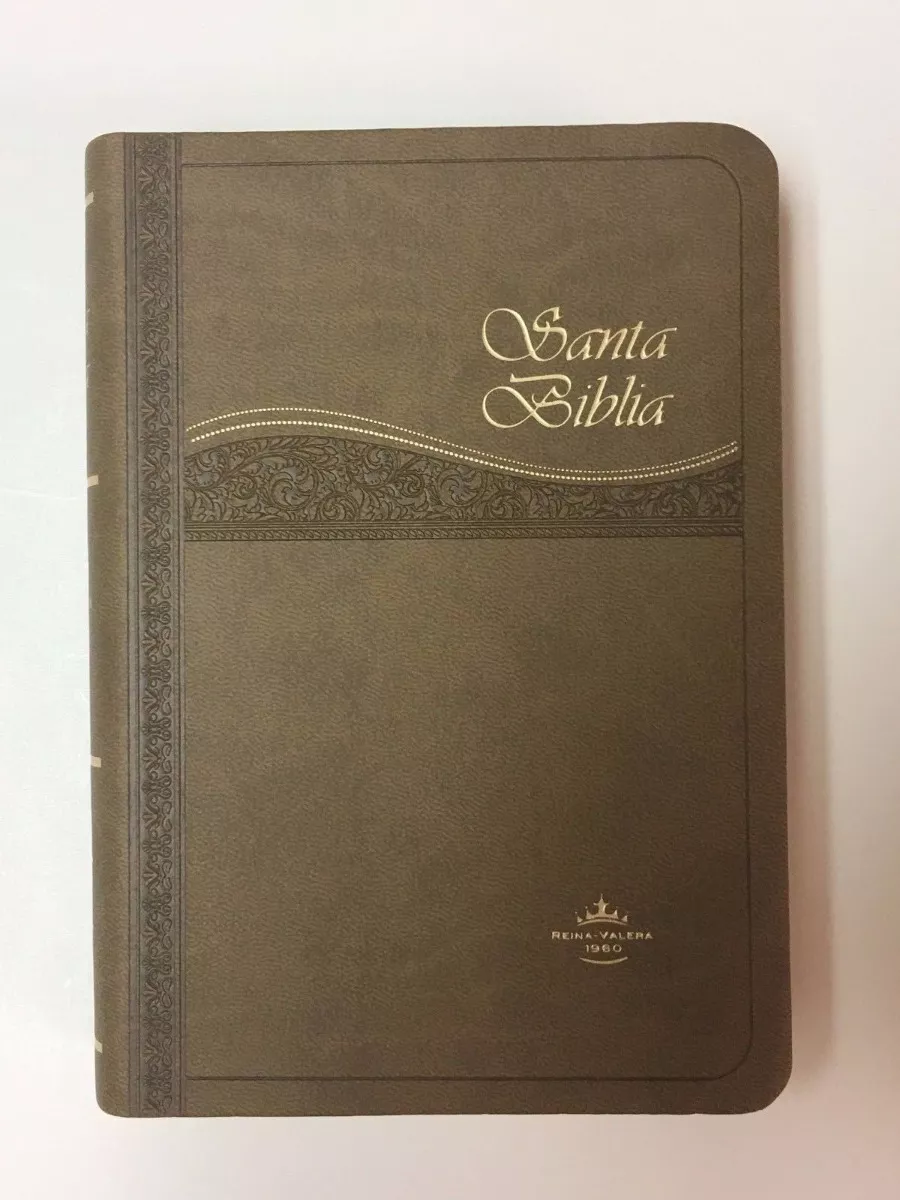 Santa
Biblia
REINA-VALERA
1960